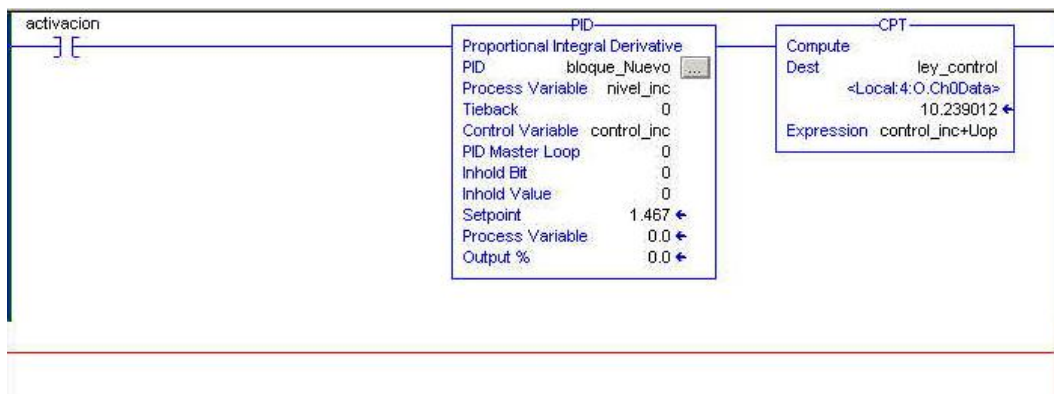 activacion
PID
Proportional Integral Derivative
PID bloque_Nuevo ...
Process Variable nivel_inc
Tieback 0
Control Variable control_inc
PID Master Loop 0
Inhold Bit 0
Inhold Value 0
Setpoint 1.467
Process Variable 0.0
Output % 0.0
CPT
Compute
Dest ley_control
<Local:4:O.Ch0Data>
10.239012
Expression control_inc+Uop